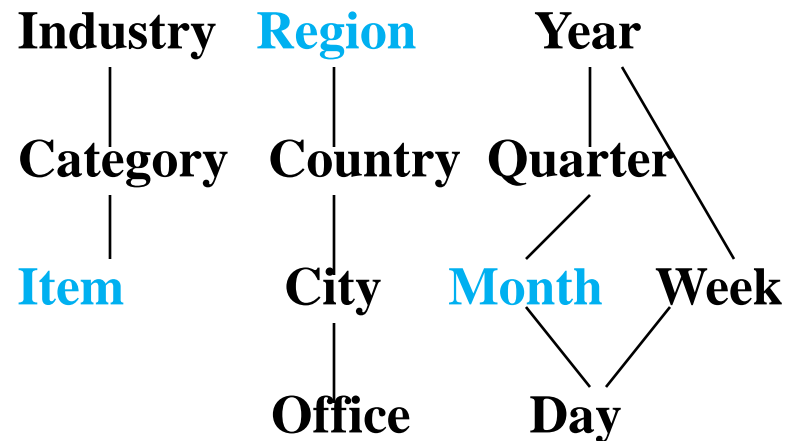 Industry Region Year
Category Country Quarter
Item City Month Week
Office Day